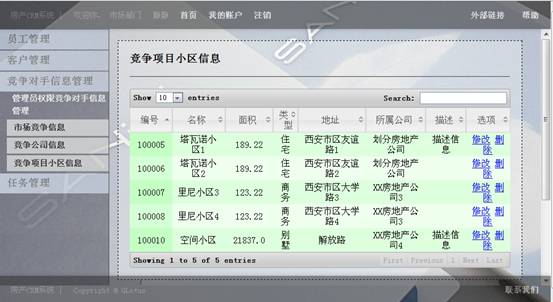 房产CRM系统 | 欢迎你, 市场部门 静静 首页 我的账户 注销 外部链接 帮助
员工管理
客户管理
竞争对手信息管理
管理员权限竞争对手信息管理
市场竞争信息
竞争公司信息
竞争项目小区信息
任务管理
竞争项目小区信息
Show 10 entries Search:
编号 名称 面积 类型 地址 所属公司 描述 选项
100005 塔瓦诺小区1 189.22 住宅 西安市区友谊路1 划分房地产公司 描述信息 修改 删除
100006 塔瓦诺小区2 189.22 住宅 西安市区友谊路2 划分房地产公司 修改 删除
100007 里尼小区3 123.22 商务 西安市区大学路3 XX房地产公司3 修改 删除
100008 里尼小区4 123.22 商务 西安市区大学路4 XX房地产公司3 修改 删除
100010 空间小区 21837.0 别墅 解放路 XX房地产公司4 描述信息 修改 删除
Showing 1 to 5 of 5 entries First Previous 1 Next Last
房产CRM系统 | Copyright © QLotus 联系我们